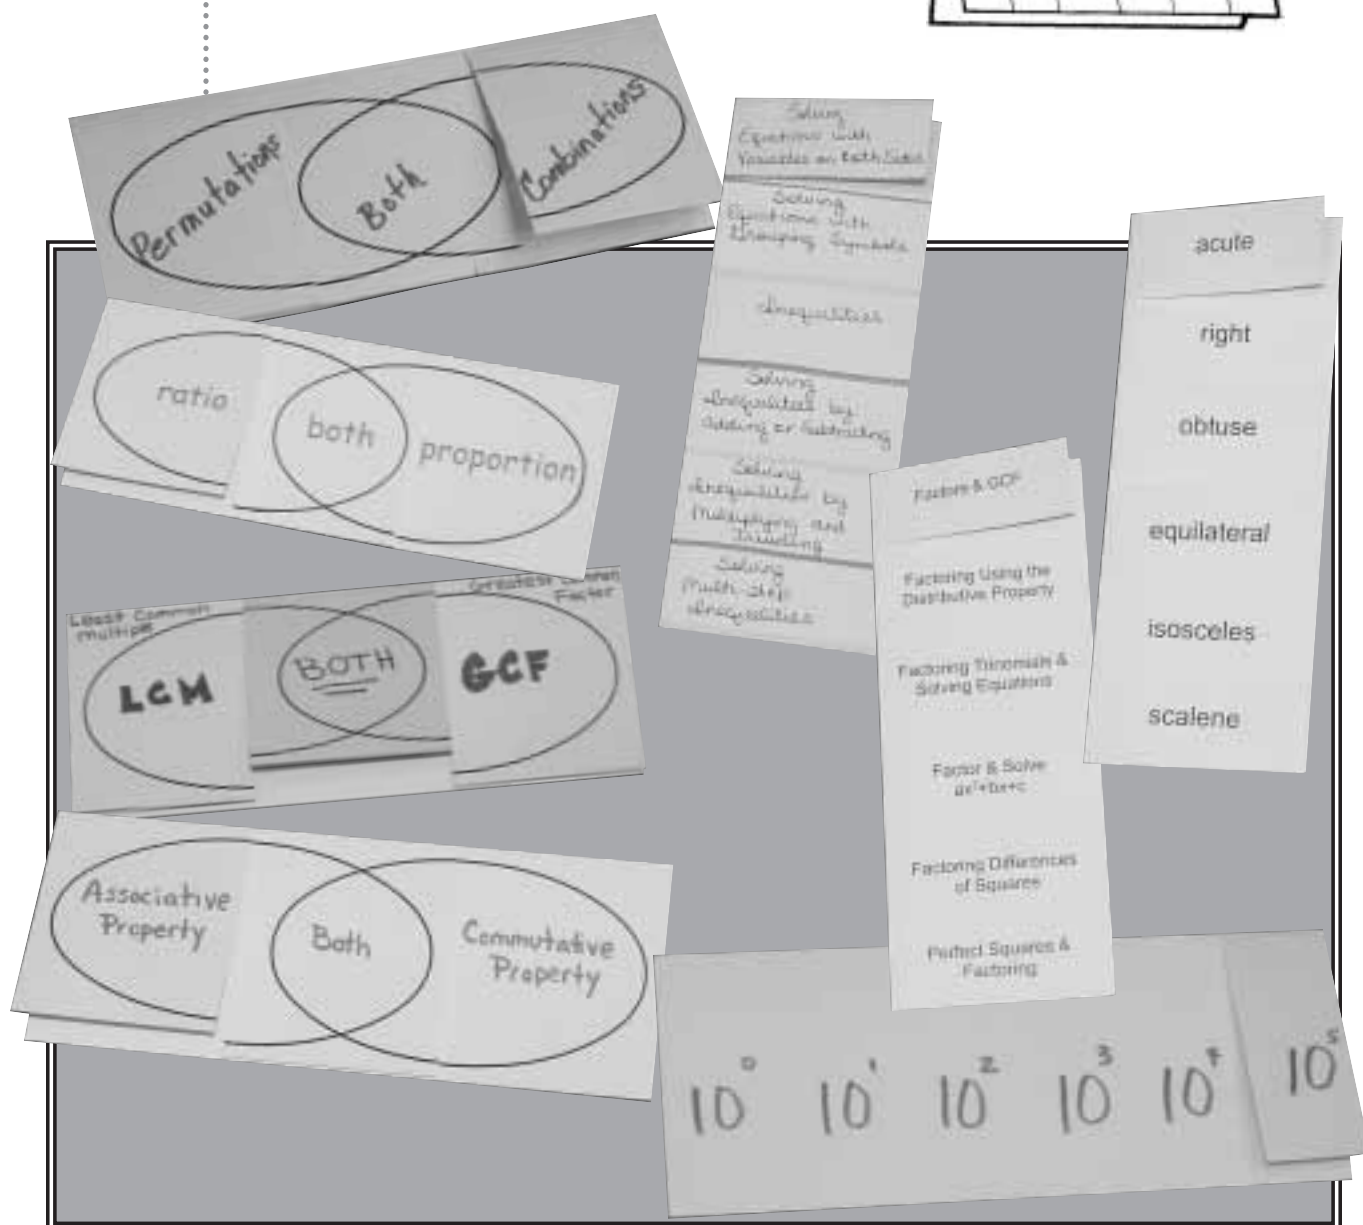 Permutations
Both
Combinations
ratio
both
proportion
Least Common
Multiple
LCM
BOTH
Greatest Common
Factor
GCF
Associative
Property
Both
Commutative
Property
Solving
Equations with
Variables on Both Sides
Solving
Equations with
Grouping Symbols
Inequalities
Solving
Inequalities by
Adding or Subtracting
Solving
Inequalities by
Multiplying and
Dividing
Solving
Multi-Step
Inequalities
Factors & GCF
Factoring Using the
Distributive Property
Factoring Trinomials &
Solving Equations
Factor & Solve
ax²+bx+c
Factoring Differences
of Squares
Perfect Squares &
Factoring
acute
right
obtuse
equilateral
isosceles
scalene
10⁰ 10¹ 10² 10³ 10⁴ 10⁵